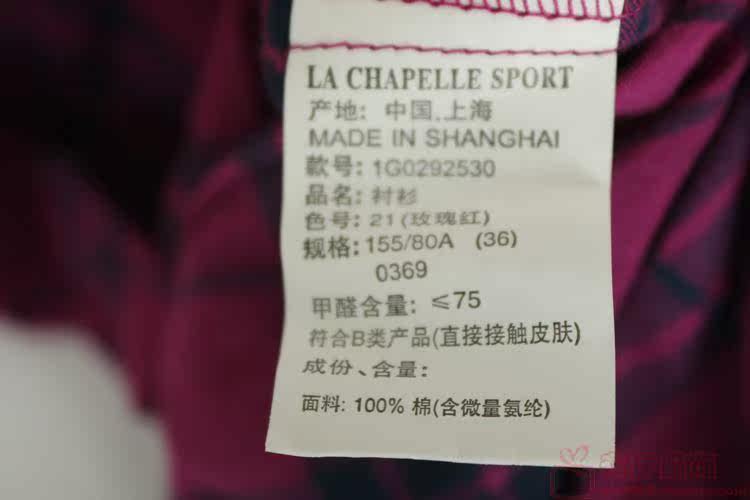 LA CHAPELLE SPORT
产地: 中国.上海
MADE IN SHANGHAI
款号: 1G0292530
品名: 衬衫
色号: 21(玫瑰红)
规格: 155/80A (36)
0369
甲醛含量: ≤75
符合B类产品(直接接触皮肤)
成份、含量:
面料: 100% 棉(含微量氨纶)